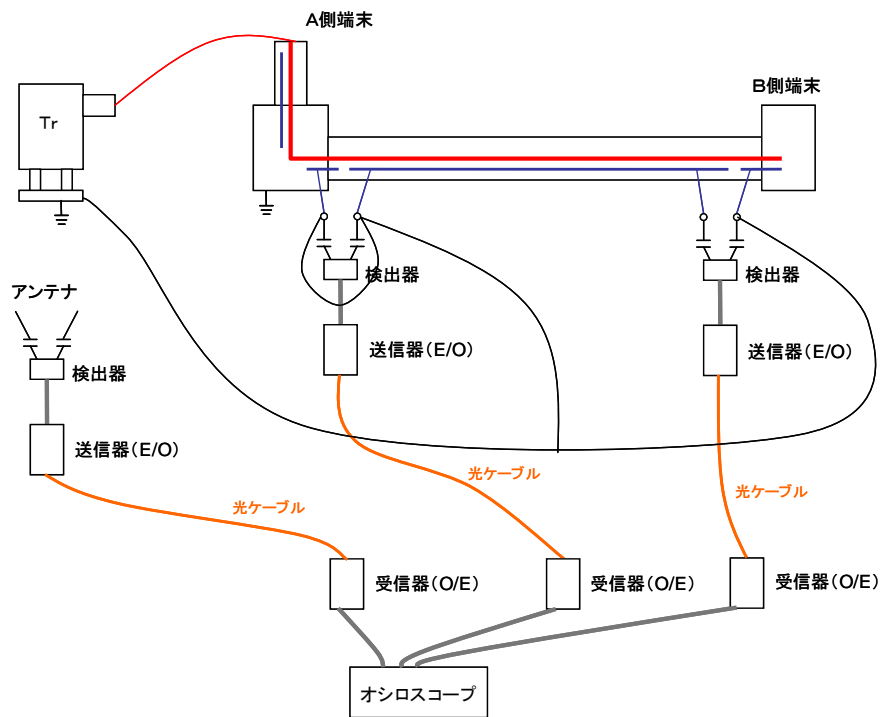 A側端末
B側端末
Tr
検出器
検出器
アンテナ
検出器
送信器(E/O)
送信器(E/O)
送信器(E/O)
光ケーブル
光ケーブル
光ケーブル
受信器(O/E)
受信器(O/E)
受信器(O/E)
オシロスコープ